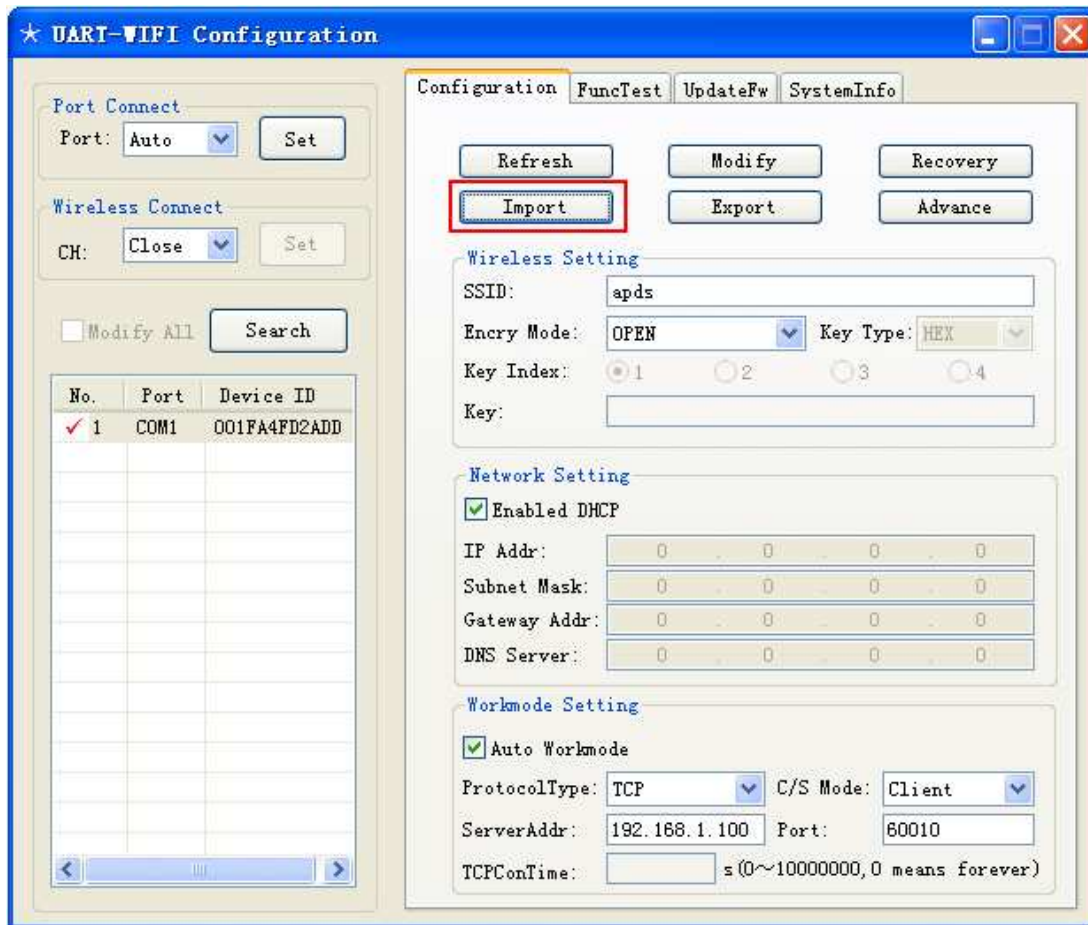 UART-WIFI Configuration
Port Connect
Port: Auto Set
Wireless Connect
CH: Close Set
Modify All Search
No. Port Device ID
1 COM1 001FA4FD2ADD
Configuration FuncTest UpdateFw SystemInfo
Refresh Modify Recovery
Import Export Advance
Wireless Setting
SSID: apds
Encry Mode: OPEN Key Type: HEX
Key Index: 1 2 3 4
Key:
Network Setting
Enabled DHCP
IP Addr: 0 . 0 . 0 . 0
Subnet Mask: 0 . 0 . 0 . 0
Gateway Addr: 0 . 0 . 0 . 0
DNS Server: 0 . 0 . 0 . 0
Workmode Setting
Auto Workmode
ProtocolType: TCP C/S Mode: Client
ServerAddr: 192.168.1.100 Port: 60010
TCPConTime: s(0~10000000,0 means forever)